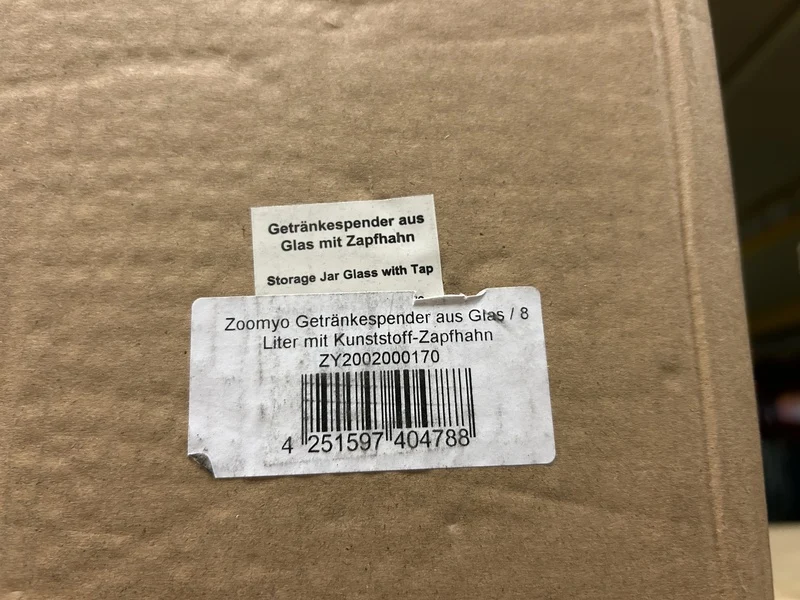 Getränkespender aus
Glas mit Zapfhahn
Storage Jar Glass with Tap
Zoomyo Getränkespender aus Glas / 8
Liter mit Kunststoff-Zapfhahn
ZY2002000170
4 251597 404788